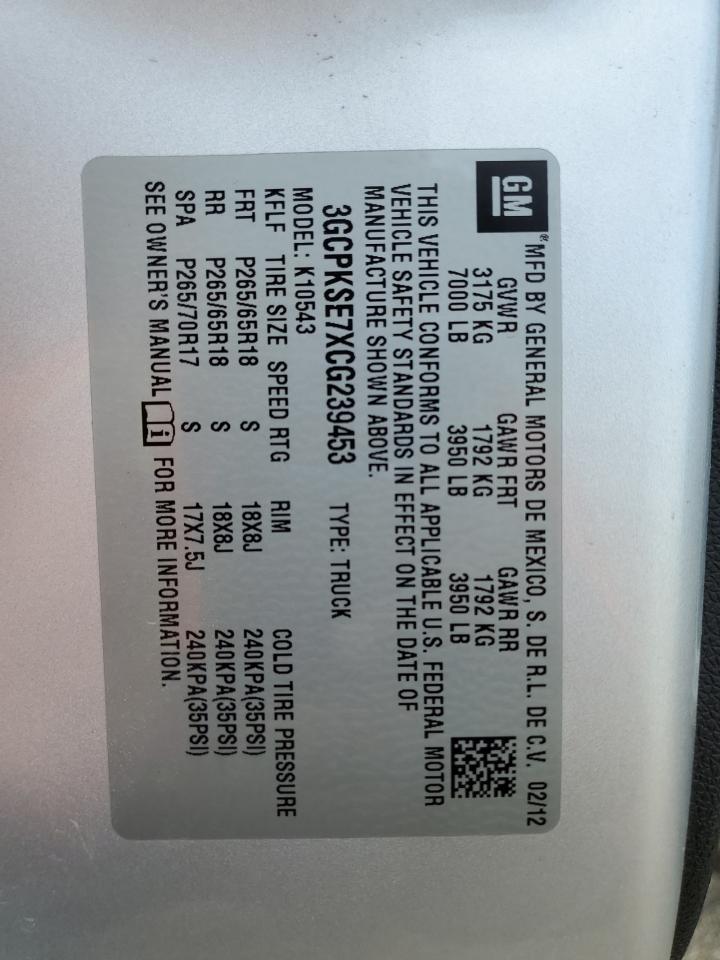 GM® MFD BY GENERAL MOTORS DE MEXICO, S. DE R.L. DE C.V. 02/12
GVWR GAWR FRT GAWR RR
3175 KG 1792 KG 1792 KG
7000 LB 3950 LB 3950 LB
THIS VEHICLE CONFORMS TO ALL APPLICABLE U.S. FEDERAL MOTOR
VEHICLE SAFETY STANDARDS IN EFFECT ON THE DATE OF
MANUFACTURE SHOWN ABOVE.
3GCPKSE7XCG239453 TYPE: TRUCK
MODEL: K10543
KFLF TIRE SIZE SPEED RTG RIM COLD TIRE PRESSURE
FRT P265/65R18 S 18X8J 240KPA(35PSI)
RR P265/65R18 S 18X8J 240KPA(35PSI)
SPA P265/70R17 S 17X7.5J 240KPA(35PSI)
SEE OWNER'S MANUAL i FOR MORE INFORMATION.